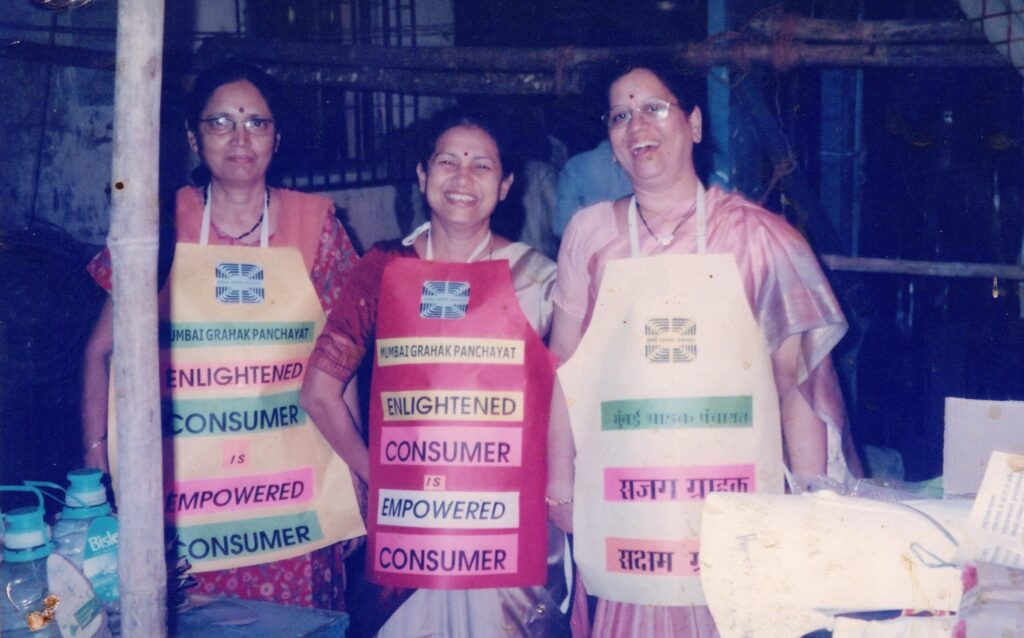 MUMBAI GRAHAK PANCHAYAT
ENLIGHTENED
CONSUMER
IS
EMPOWERED
CONSUMER
MUMBAI GRAHAK PANCHAYAT
ENLIGHTENED
CONSUMER
IS
EMPOWERED
CONSUMER
मुंबई ग्राहक पंचायत
सजग ग्राहक
सक्षम ग्र
Bisle